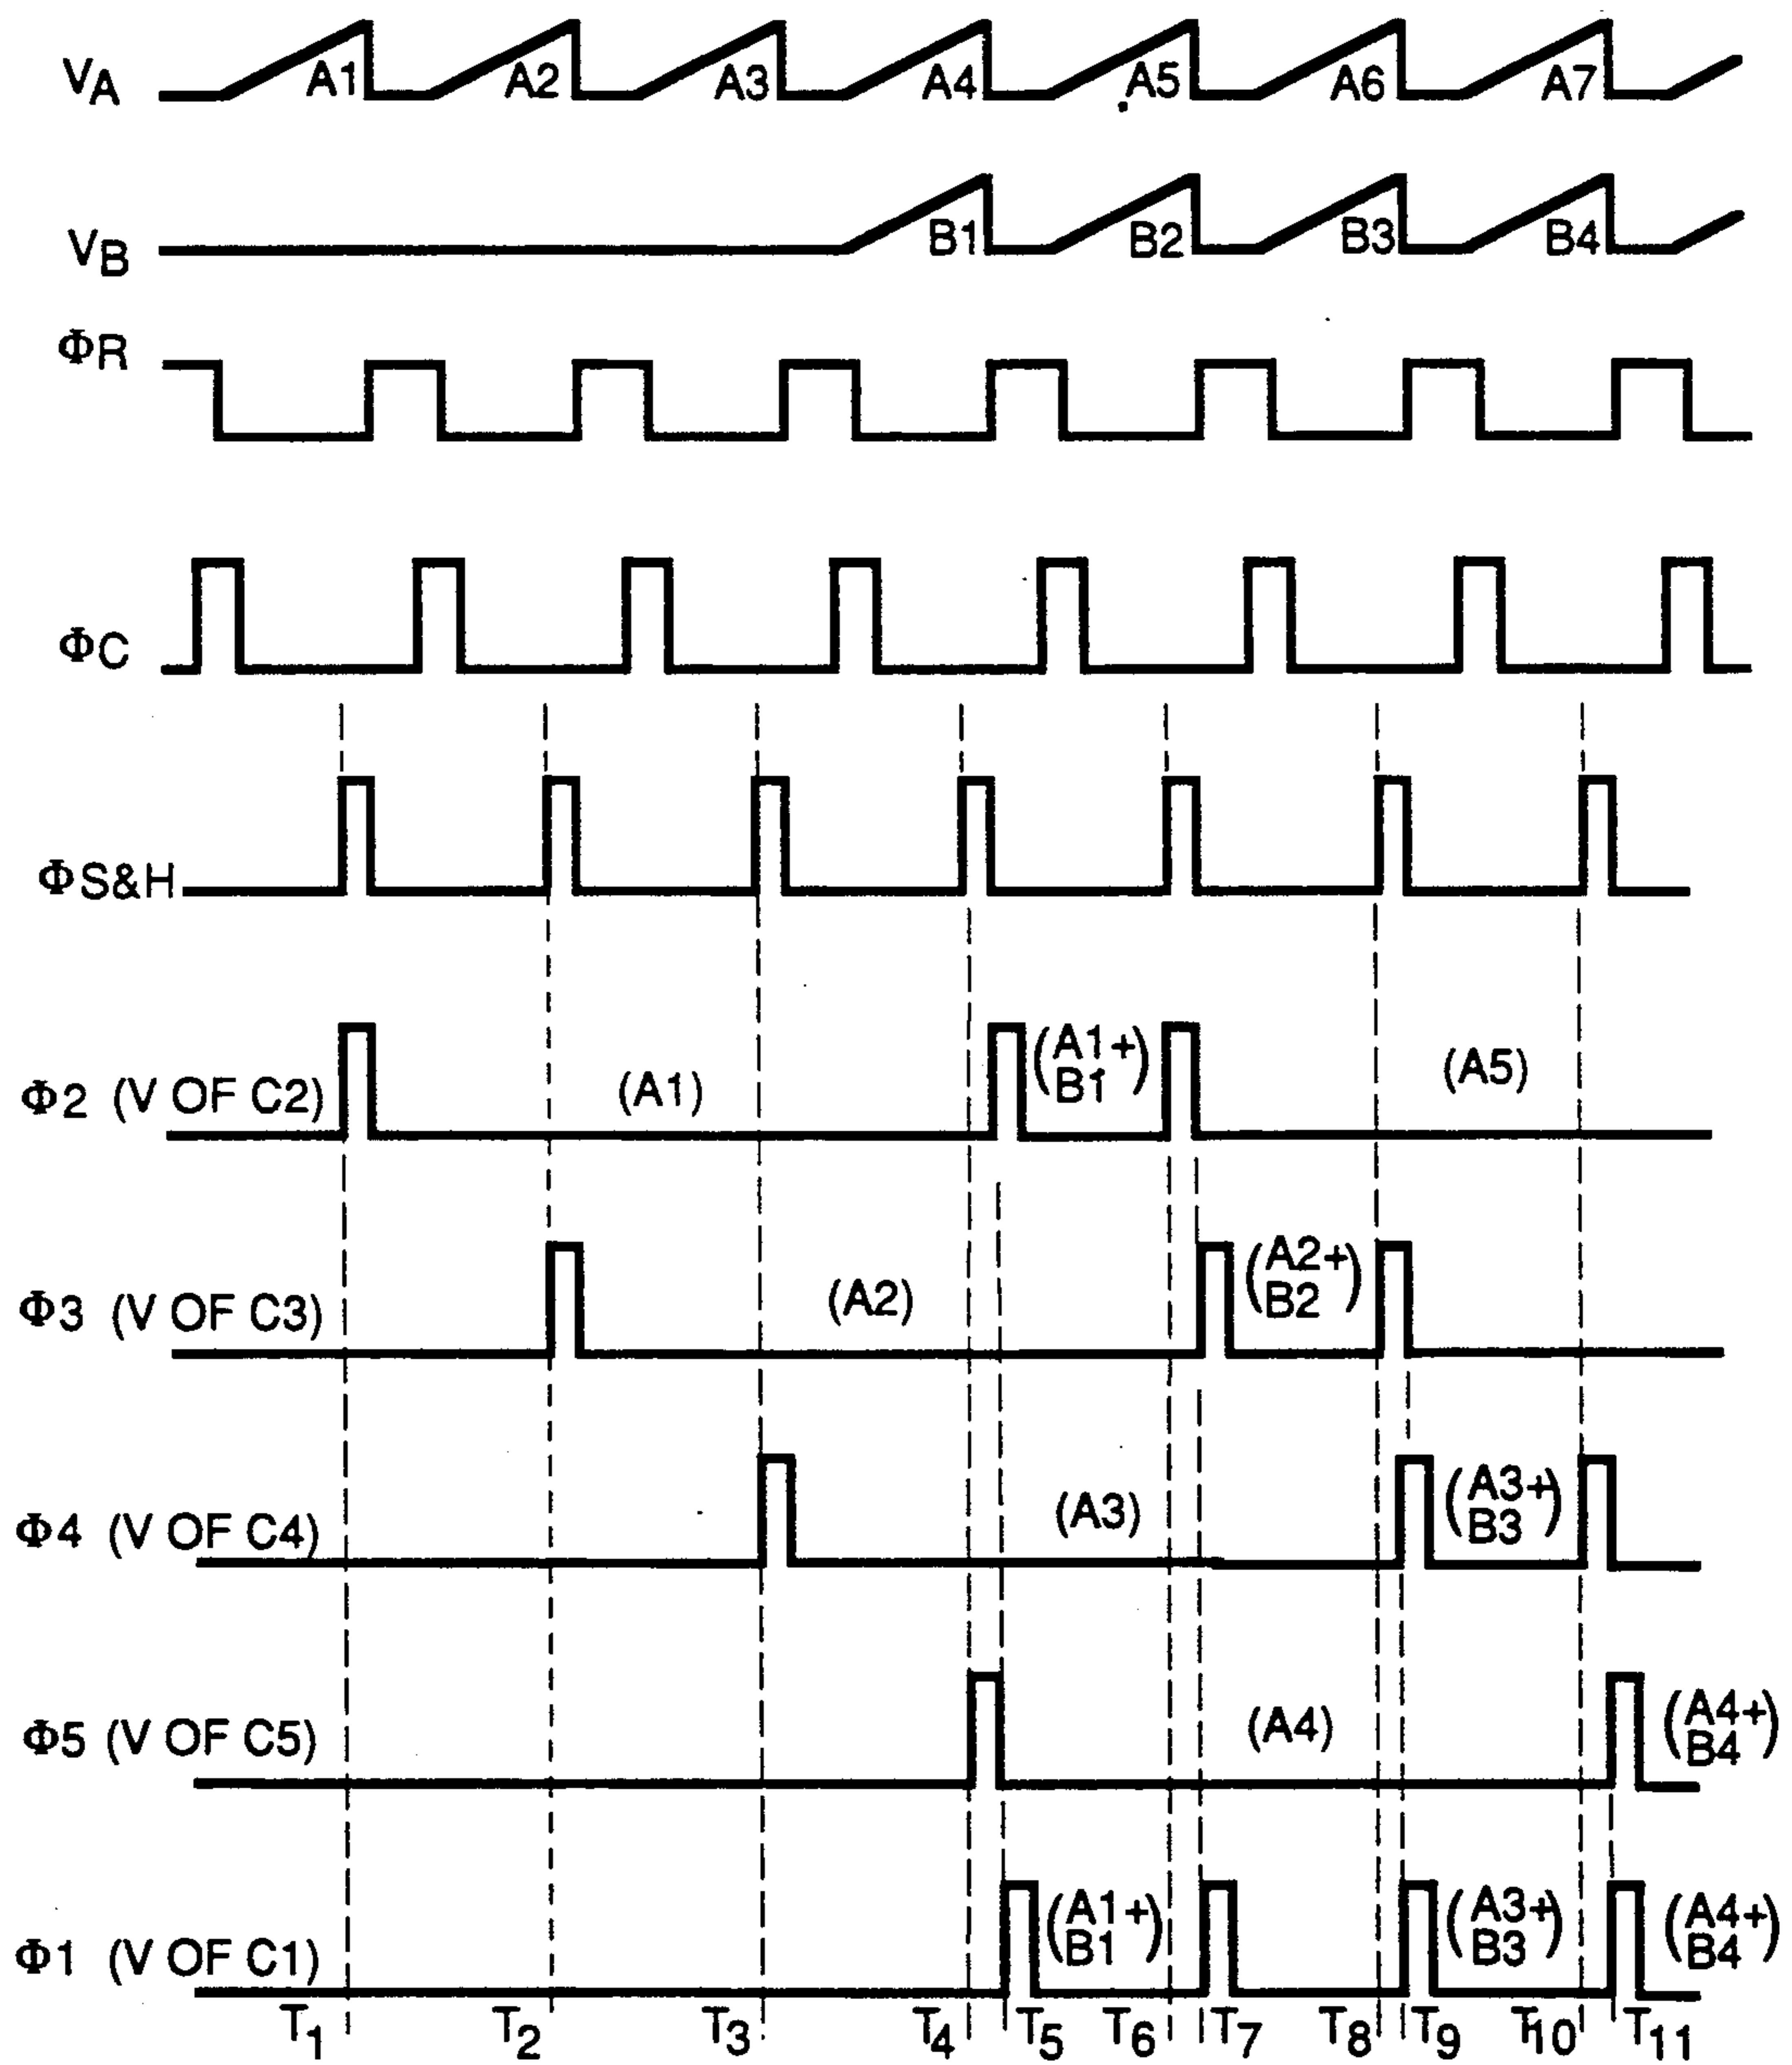 VA A1 A2 A3 A4 A5 A6 A7
VB B1 B2 B3 B4
ΦR
ΦC
ΦS&H
Φ2 (V OF C2) (A1) (A1+ B1) (A5)
Φ3 (V OF C3) (A2) (A2+ B2)
Φ4 (V OF C4) (A3) (A3+ B3)
Φ5 (V OF C5) (A4) (A4+ B4)
Φ1 (V OF C1) (A1+ B1) (A3+ B3) (A4+ B4)
T1 T2 T3 T4 T5 T6 T7 T8 T9 T10 T11